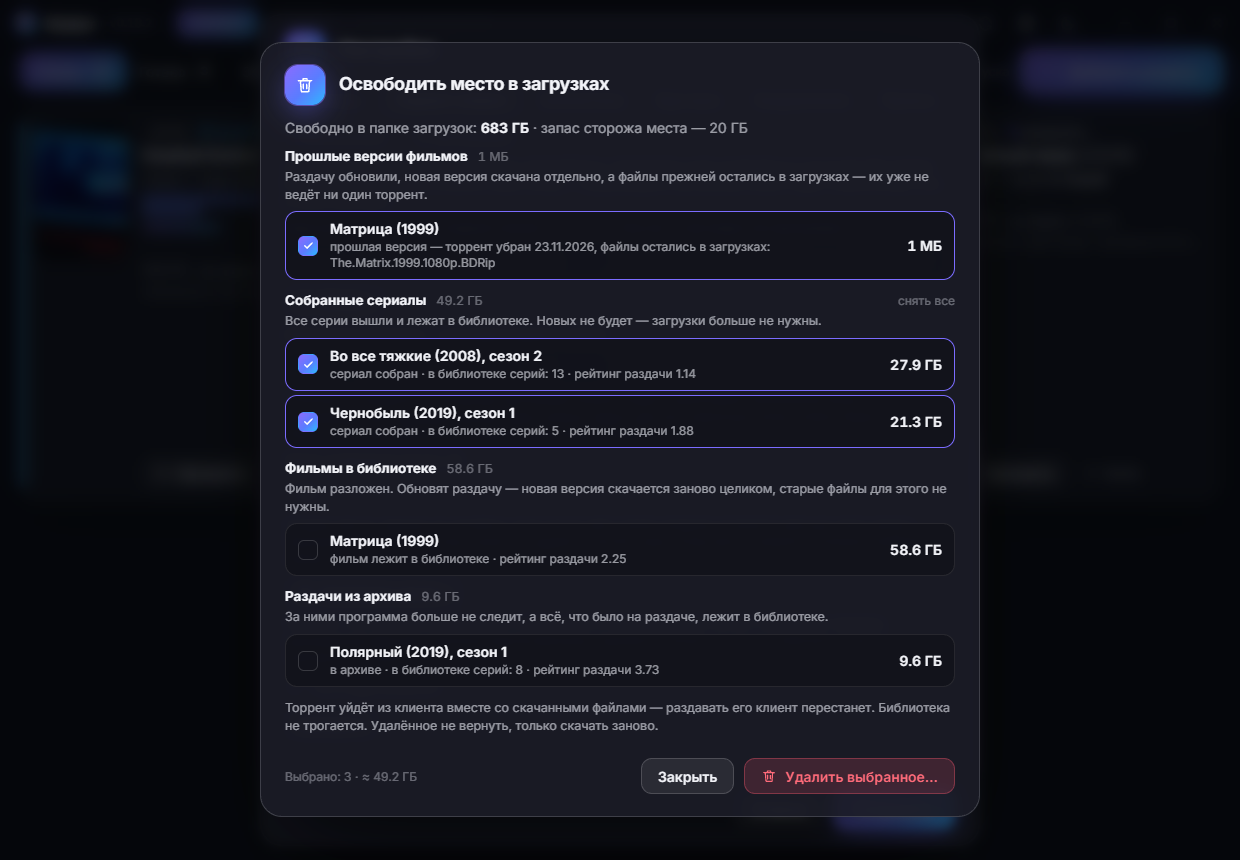 Освободить место в загрузках
Свободно в папке загрузок: 683 ГБ · запас сторожа места — 20 ГБ
Прошлые версии фильмов 1 МБ
Раздачу обновили, новая версия скачана отдельно, а файлы прежней остались в загрузках — их уже не
ведёт ни один торрент.
Матрица (1999)
прошлая версия — торрент убран 23.11.2026, файлы остались в загрузках:
The.Matrix.1999.1080p.BDRip
1 МБ
Собранные сериалы 49.2 ГБ снять все
Все серии вышли и лежат в библиотеке. Новых не будет — загрузки больше не нужны.
Во все тяжкие (2008), сезон 2
сериал собран · в библиотеке серий: 13 · рейтинг раздачи 1.14
27.9 ГБ
Чернобыль (2019), сезон 1
сериал собран · в библиотеке серий: 5 · рейтинг раздачи 1.88
21.3 ГБ
Фильмы в библиотеке 58.6 ГБ
Фильм разложен. Обновят раздачу — новая версия скачается заново целиком, старые файлы для этого не
нужны.
Матрица (1999)
фильм лежит в библиотеке · рейтинг раздачи 2.25
58.6 ГБ
Раздачи из архива 9.6 ГБ
За ними программа больше не следит, а всё, что было на раздаче, лежит в библиотеке.
Полярный (2019), сезон 1
в архиве · в библиотеке серий: 8 · рейтинг раздачи 3.73
9.6 ГБ
Торрент уйдёт из клиента вместе со скачанными файлами — раздавать его клиент перестанет. Библиотека
не трогается. Удалённое не вернуть, только скачать заново.
Выбрано: 3 · ≈ 49.2 ГБ
Закрыть
Удалить выбранное...